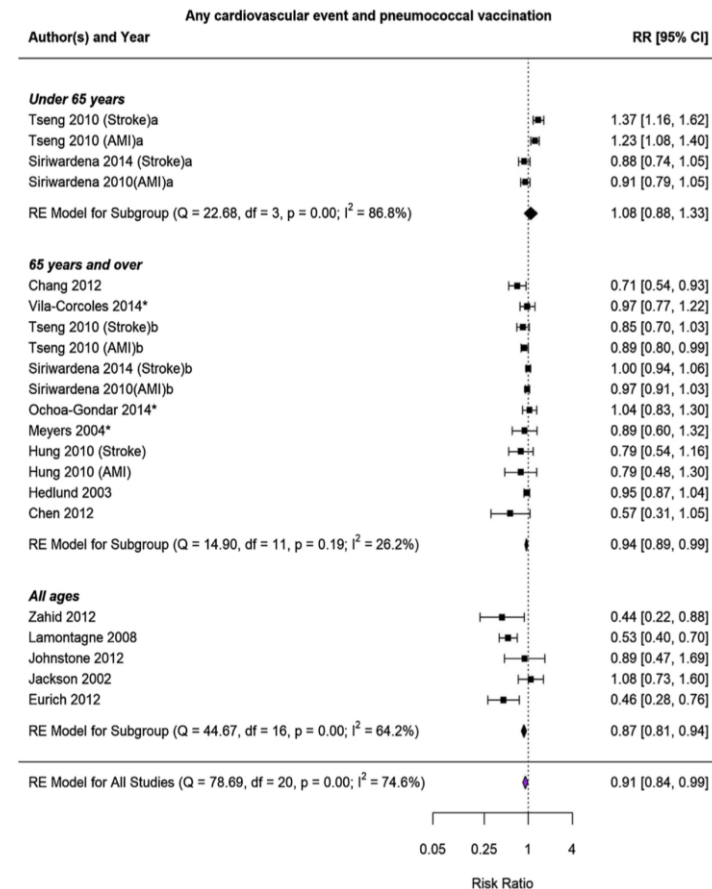 Any cardiovascular event and pneumococcal vaccination
Author(s) and Year RR [95% CI]
Under 65 years
Tseng 2010 (Stroke)a 1.37 [1.16, 1.62]
Tseng 2010 (AMI)a 1.23 [1.08, 1.40]
Siriwardena 2014 (Stroke)a 0.88 [0.74, 1.05]
Siriwardena 2010(AMI)a 0.91 [0.79, 1.05]
RE Model for Subgroup (Q = 22.68, df = 3, p = 0.00; I² = 86.8%) 1.08 [0.88, 1.33]
65 years and over
Chang 2012 0.71 [0.54, 0.93]
Vila-Corcoles 2014* 0.97 [0.77, 1.22]
Tseng 2010 (Stroke)b 0.85 [0.70, 1.03]
Tseng 2010 (AMI)b 0.89 [0.80, 0.99]
Siriwardena 2014 (Stroke)b 1.00 [0.94, 1.06]
Siriwardena 2010(AMI)b 0.97 [0.91, 1.03]
Ochoa-Gondar 2014* 1.04 [0.83, 1.30]
Meyers 2004* 0.89 [0.60, 1.32]
Hung 2010 (Stroke) 0.79 [0.54, 1.16]
Hung 2010 (AMI) 0.79 [0.48, 1.30]
Hedlund 2003 0.95 [0.87, 1.04]
Chen 2012 0.57 [0.31, 1.05]
RE Model for Subgroup (Q = 14.90, df = 11, p = 0.19; I² = 26.2%) 0.94 [0.89, 0.99]
All ages
Zahid 2012 0.44 [0.22, 0.88]
Lamontagne 2008 0.53 [0.40, 0.70]
Johnstone 2012 0.89 [0.47, 1.69]
Jackson 2002 1.08 [0.73, 1.60]
Eurich 2012 0.46 [0.28, 0.76]
RE Model for Subgroup (Q = 44.67, df = 16, p = 0.00; I² = 64.2%) 0.87 [0.81, 0.94]
RE Model for All Studies (Q = 78.69, df = 20, p = 0.00; I² = 74.6%) 0.91 [0.84, 0.99]
0.05 0.25 1 4
Risk Ratio